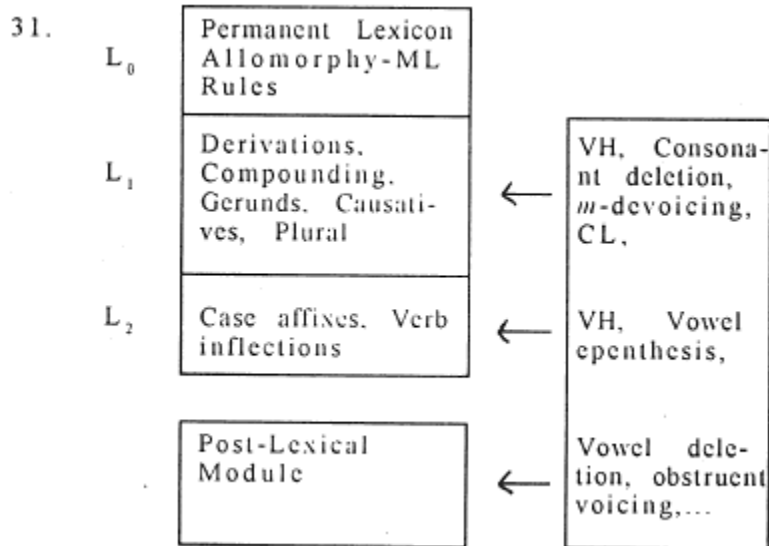 31.
L₀
Permanent Lexicon
Allomorphy-ML
Rules
L₁
Derivations,
Compounding,
Gerunds, Causati-
ves, Plural
VH, Consona-
nt deletion,
m-devoicing,
CL,
L₂
Case affixes, Verb
inflections
VH, Vowel
epenthesis,
Post-Lexical
Module
Vowel dele-
tion, obstruent
voicing,...